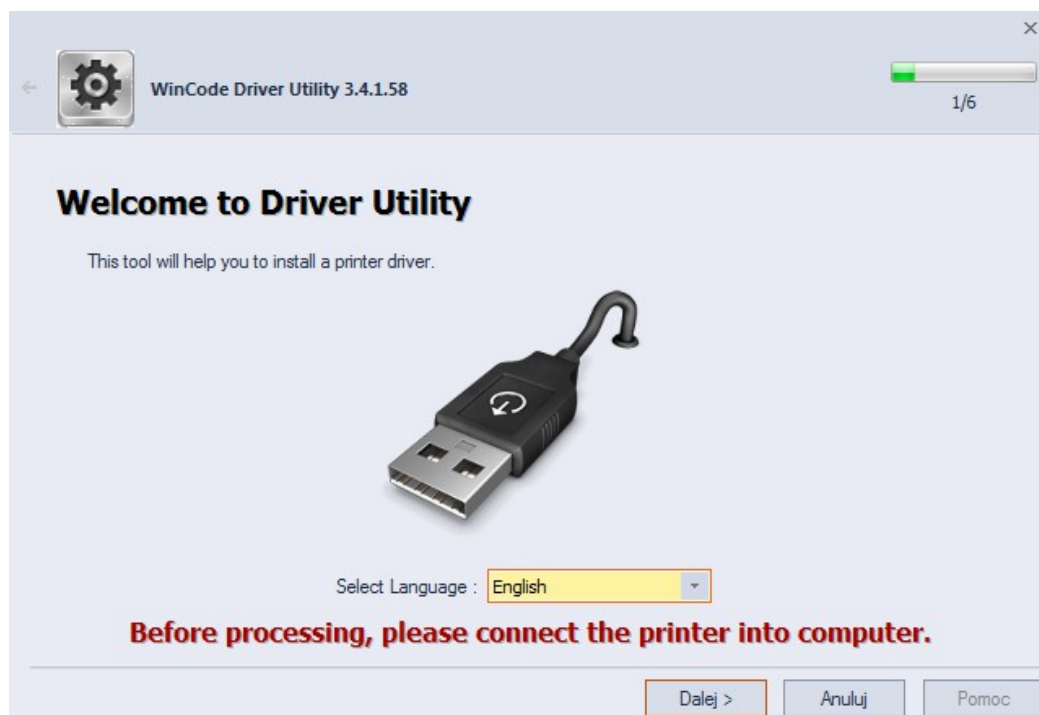 WinCode Driver Utility 3.4.1.58
1/6
Welcome to Driver Utility
This tool will help you to install a printer driver.
Select Language : English
Before processing, please connect the printer into computer.
Dalej > Anuluj Pomoc